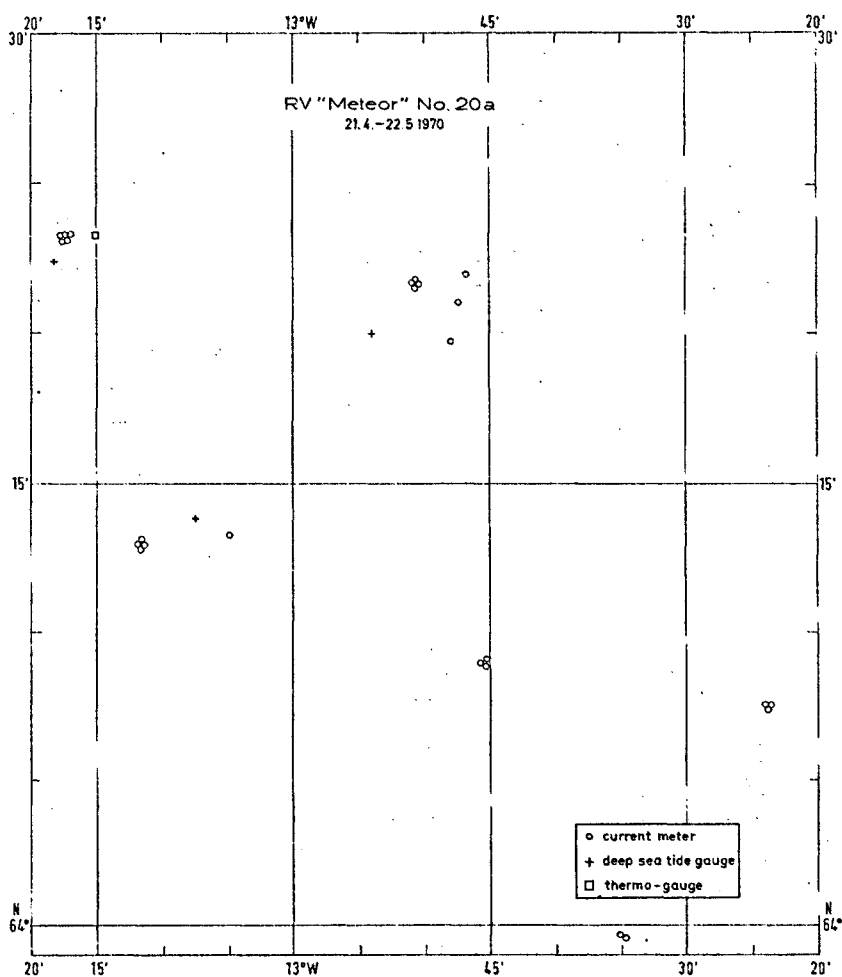 20' 15' 13°W 45' 30' 20'
30' 30'
RV "Meteor" No. 20a
21.4.-22.5 1970
15' 15'
current meter
deep sea tide gauge
thermo-gauge
N
64° 64°
20' 15' 13°W 45' 30' 20'